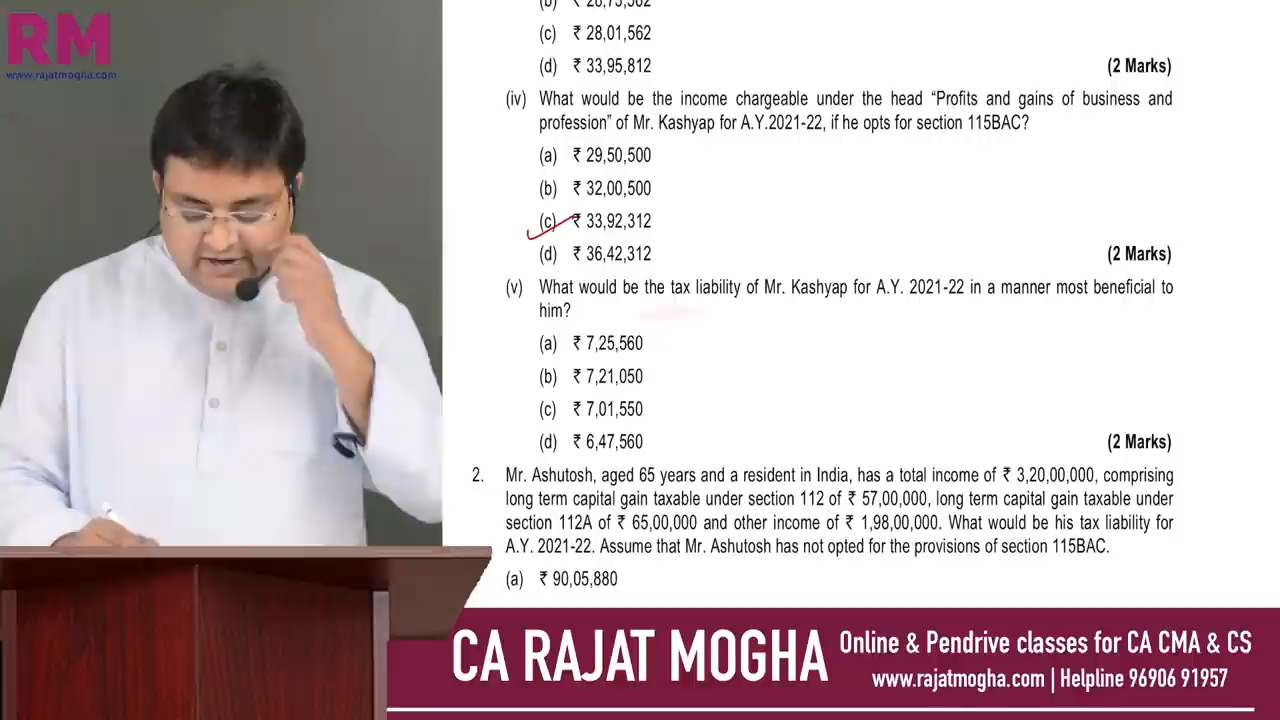 RM
www.rajatmogha.com
(c) ₹ 28,01,562
(d) ₹ 33,95,812 (2 Marks)
(iv) What would be the income chargeable under the head “Profits and gains of business and
profession” of Mr. Kashyap for A.Y.2021-22, if he opts for section 115BAC?
(a) ₹ 29,50,500
(b) ₹ 32,00,500
(c) ₹ 33,92,312
(d) ₹ 36,42,312 (2 Marks)
(v) What would be the tax liability of Mr. Kashyap for A.Y. 2021-22 in a manner most beneficial to
him?
(a) ₹ 7,25,560
(b) ₹ 7,21,050
(c) ₹ 7,01,550
(d) ₹ 6,47,560 (2 Marks)
2. Mr. Ashutosh, aged 65 years and a resident in India, has a total income of ₹ 3,20,00,000, comprising
long term capital gain taxable under section 112 of ₹ 57,00,000, long term capital gain taxable under
section 112A of ₹ 65,00,000 and other income of ₹ 1,98,00,000. What would be his tax liability for
A.Y. 2021-22. Assume that Mr. Ashutosh has not opted for the provisions of section 115BAC.
(a) ₹ 90,05,880
CA RAJAT MOGHA
Online & Pendrive classes for CA CMA & CS
www.rajatmogha.com | Helpline 96906 91957